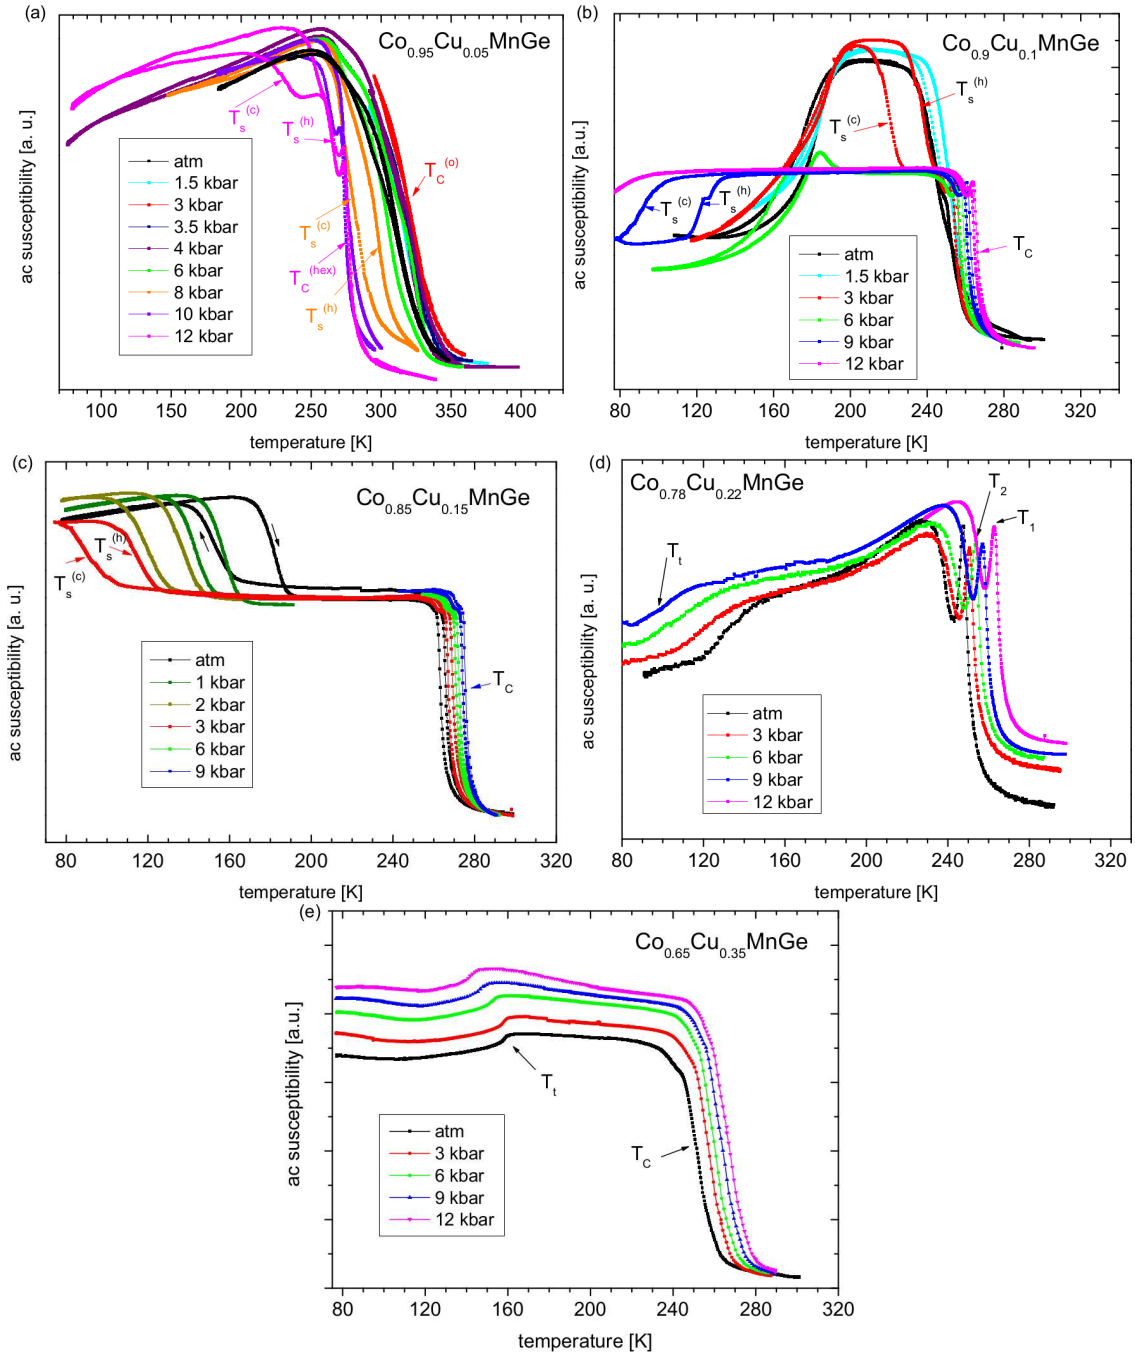 (a)
Co0.95Cu0.05MnGe
ac susceptibility [a. u.]
Ts(c)
Ts(h)
TC(o)
Ts(c)
TC(hex)
Ts(h)
atm
1.5 kbar
3 kbar
3.5 kbar
4 kbar
6 kbar
8 kbar
10 kbar
12 kbar
100 150 200 250 300 350 400
temperature [K]
(b)
Co0.9Cu0.1MnGe
ac susceptibility [a.u.]
Ts(h)
Ts(c)
Ts(c)
Ts(h)
TC
atm
1.5 kbar
3 kbar
6 kbar
9 kbar
12 kbar
80 120 160 200 240 280 320
temperature [K]
(c)
Co0.85Cu0.15MnGe
ac susceptibility [a. u.]
Ts(h)
Ts(c)
TC
atm
1 kbar
2 kbar
3 kbar
6 kbar
9 kbar
80 120 160 200 240 280 320
temperature [K]
(d)
Co0.78Cu0.22MnGe
ac susceptibility [a. u.]
T2
T1
Tt
atm
3 kbar
6 kbar
9 kbar
12 kbar
80 120 160 200 240 280 320
temperature [K]
(e)
Co0.65Cu0.35MnGe
ac susceptibility [a.u.]
Tt
TC
atm
3 kbar
6 kbar
9 kbar
12 kbar
80 120 160 200 240 280 320
temperature [K]